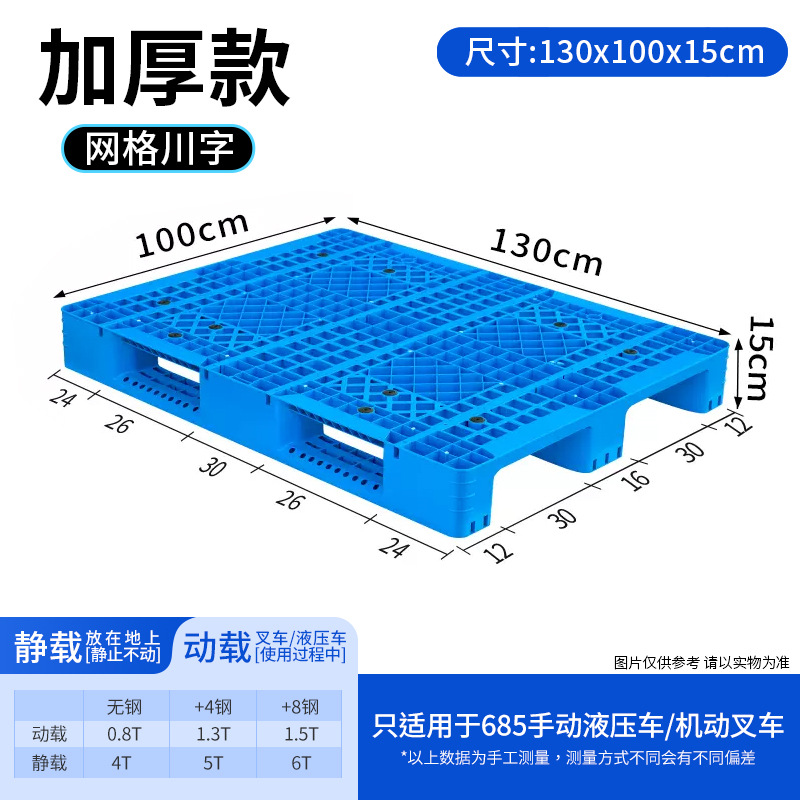 加厚款
尺寸:130x100x15cm
网格川字
100cm
130cm
15cm
24
26
30
26
24
12
30
16
30
12
静载 放在地上
[静止不动]
动载 叉车/液压车
[使用过程中]
图片仅供参考 请以实物为准
无钢 +4钢 +8钢
动载 0.8T 1.3T 1.5T
静载 4T 5T 6T
只适用于685手动液压车/机动叉车
*以上数据为手工测量，测量方式不同会有不同偏差